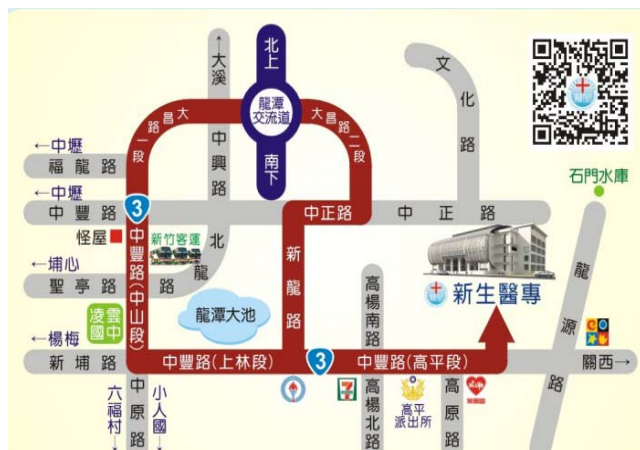 北上
龍潭
交流道
南下
←大溪
中興路
大昌路一段
大昌路二段
文化路
←中壢
福龍路
←中壢
中豐路
3
中正路
中正路
石門水庫
怪屋
新竹客運
北龍路
←埔心
聖亭路
中豐路(中山段)
新龍路
龍潭大池
高楊南路
新生醫專
龍源路
凌雲
國中
←楊梅
新埔路
中豐路(上林段)
3
中豐路(高平段)
關西→
六福村→
中原路
小人國→
7
ELEVEN
高楊北路
高平
派出所
高原路